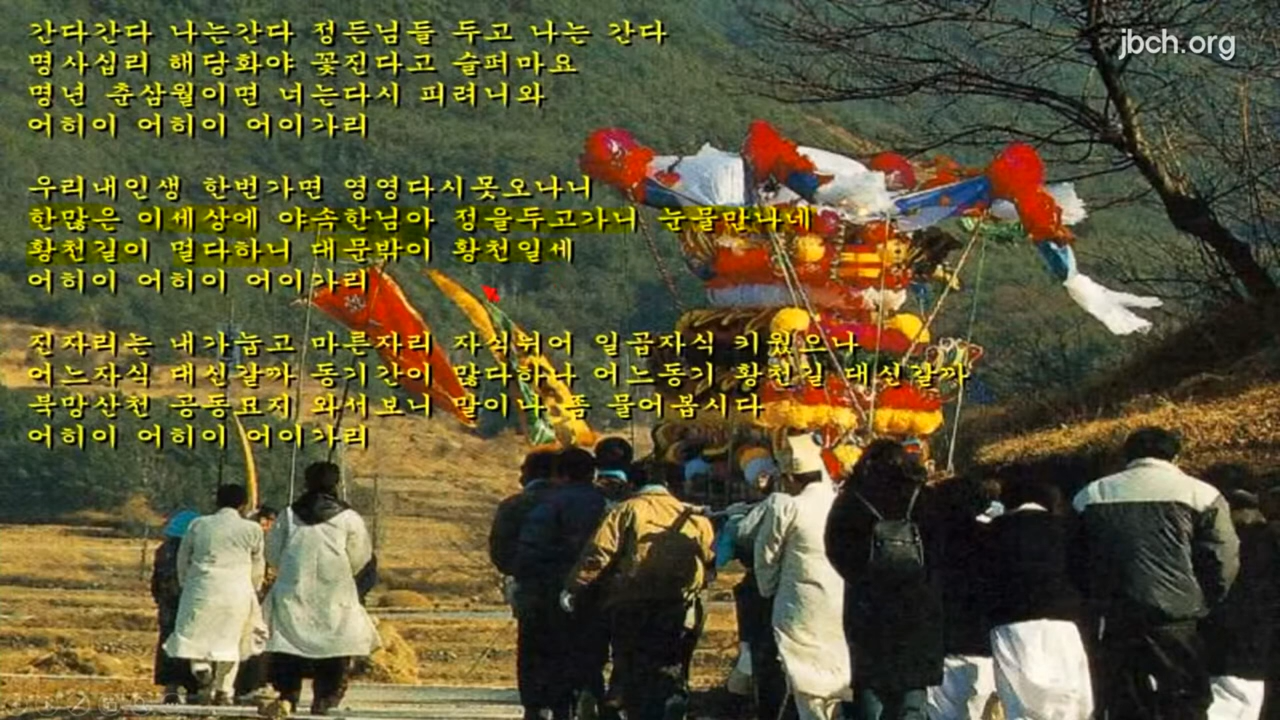 jbch.org
간다간다 나는간다 정든님들 두고 나는 간다
명사십리 해당화야 꽃진다고 슬퍼마요
명년 춘삼월이면 너는다시 피려니와
어히이 어히이 어이가리
우리내인생 한번가면 영영다시못오나니
한많은 이세상에 야속한님아 정을두고가니 눈물만나네
황천길이 멀다하니 대문밖이 황천일세
어히이 어히이 어이가리
진자리는 내가눕고 마른자리 자식뉘어 일곱자식 키웠으나
어느자식 대신갈까 동기간이 많다하나 어느동기 황천길 대신갈까
북망산천 공동묘지 와서보니 말이나 좀 물어봅시다
어히이 어히이 어이가리